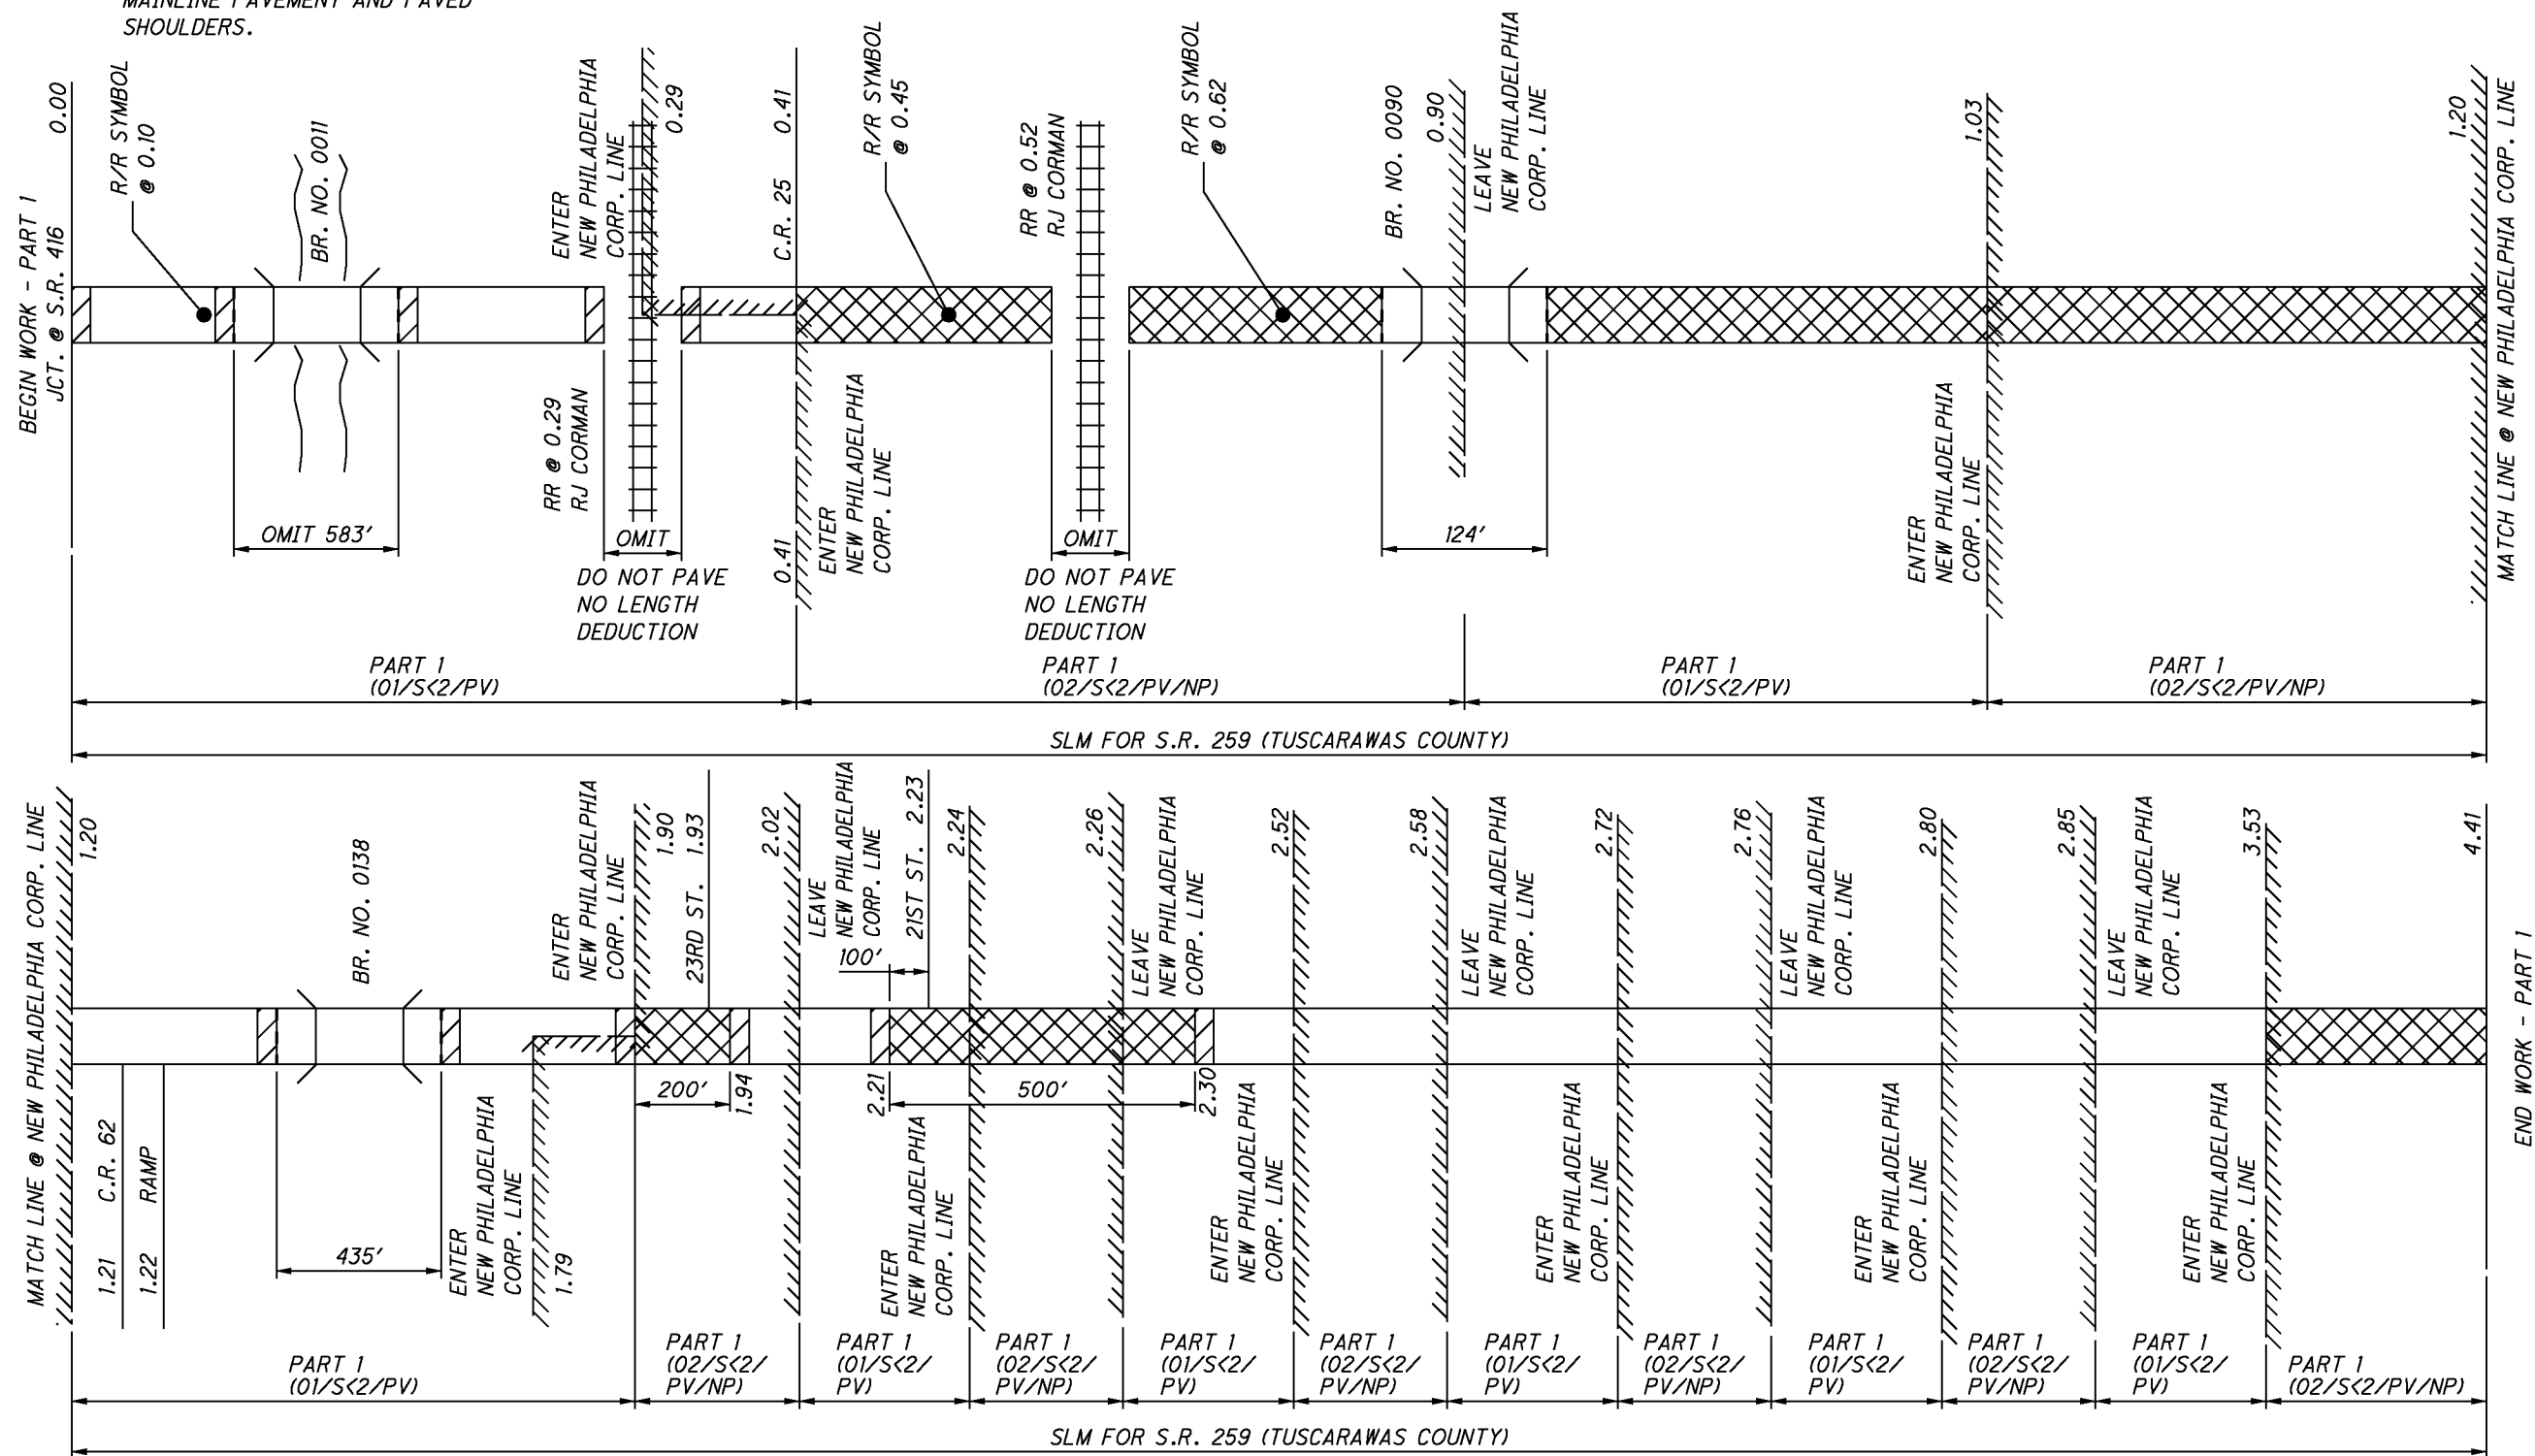 MAINLINE PAVEMENT AND PAVED
SHOULDERS.
BEGIN WORK - PART 1
JCT. @ S.R. 416
0.00
R/R SYMBOL
@ 0.10
BR. NO. 0011
OMIT 583'
ENTER
NEW PHILADELPHIA
CORP. LINE
0.29
RR @ 0.29
RJ CORMAN
OMIT
DO NOT PAVE
NO LENGTH
DEDUCTION
C.R. 25 0.41
0.41
ENTER
NEW PHILADELPHIA
CORP. LINE
R/R SYMBOL
@ 0.45
RR @ 0.52
RJ CORMAN
OMIT
DO NOT PAVE
NO LENGTH
DEDUCTION
R/R SYMBOL
@ 0.62
BR. NO. 0090
0.90
LEAVE
NEW PHILADELPHIA
CORP. LINE
124'
1.03
ENTER
NEW PHILADELPHIA
CORP. LINE
1.20
MATCH LINE @ NEW PHILADELPHIA CORP. LINE
PART 1
(01/S<2/PV)
PART 1
(02/S<2/PV/NP)
PART 1
(01/S<2/PV)
PART 1
(02/S<2/PV/NP)
SLM FOR S.R. 259 (TUSCARAWAS COUNTY)
MATCH LINE @ NEW PHILADELPHIA CORP. LINE
1.20
1.21 C.R. 62
1.22 RAMP
BR. NO. 0138
435'
ENTER
NEW PHILADELPHIA
CORP. LINE
1.79
ENTER
NEW PHILADELPHIA
CORP. LINE
1.90
23RD ST. 1.93
200'
1.94
2.02
LEAVE
NEW PHILADELPHIA
CORP. LINE
100'
21ST ST. 2.23
2.21
500'
2.30
2.24
ENTER
NEW PHILADELPHIA
CORP. LINE
2.26
LEAVE
NEW PHILADELPHIA
CORP. LINE
2.52
ENTER
NEW PHILADELPHIA
CORP. LINE
2.58
LEAVE
NEW PHILADELPHIA
CORP. LINE
2.72
ENTER
NEW PHILADELPHIA
CORP. LINE
2.76
LEAVE
NEW PHILADELPHIA
CORP. LINE
2.80
ENTER
NEW PHILADELPHIA
CORP. LINE
2.85
LEAVE
NEW PHILADELPHIA
CORP. LINE
3.53
ENTER
NEW PHILADELPHIA
CORP. LINE
4.41
END WORK - PART 1
PART 1
(01/S<2/PV)
PART 1
(02/S<2/
PV/NP)
PART 1
(01/S<2/
PV)
PART 1
(02/S<2/
PV/NP)
PART 1
(01/S<2/
PV)
PART 1
(02/S<2/
PV/NP)
PART 1
(01/S<2/
PV)
PART 1
(02/S<2/
PV/NP)
PART 1
(01/S<2/
PV)
PART 1
(02/S<2/
PV/NP)
PART 1
(01/S<2/
PV)
PART 1
(02/S<2/PV/NP)
SLM FOR S.R. 259 (TUSCARAWAS COUNTY)